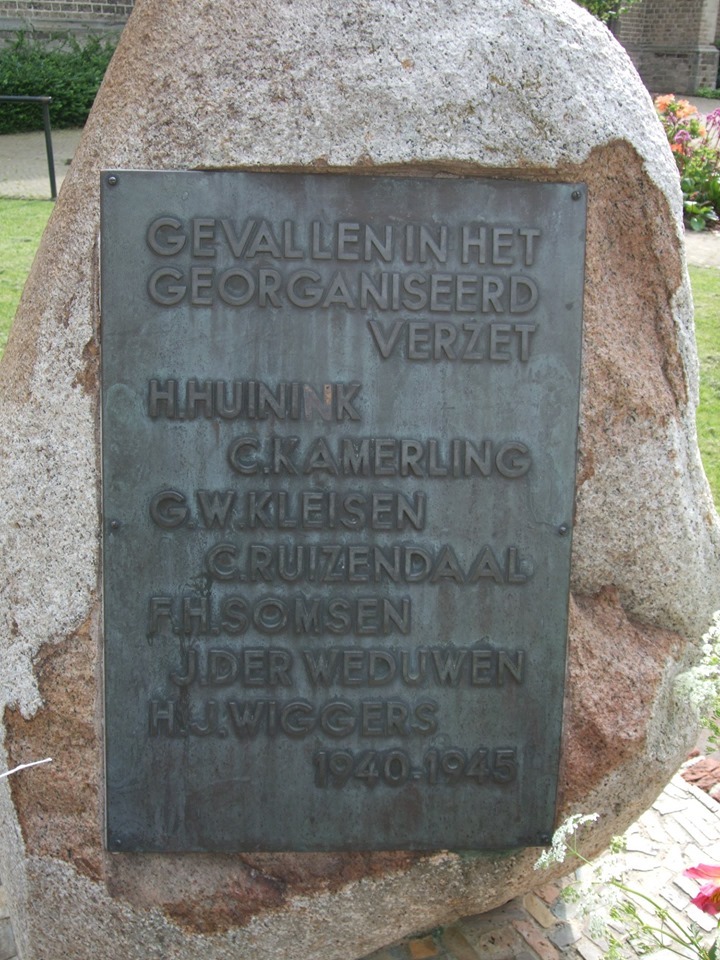 GEVALLEN IN HET
GEORGANISEERD
VERZET
H.HUININK
C.KAMERLING
G.W.KLEISEN
C.RUIZENDAAL
F.H.SOMSEN
J.DER WEDUWEN
H.J.WIGGERS
1940-1945